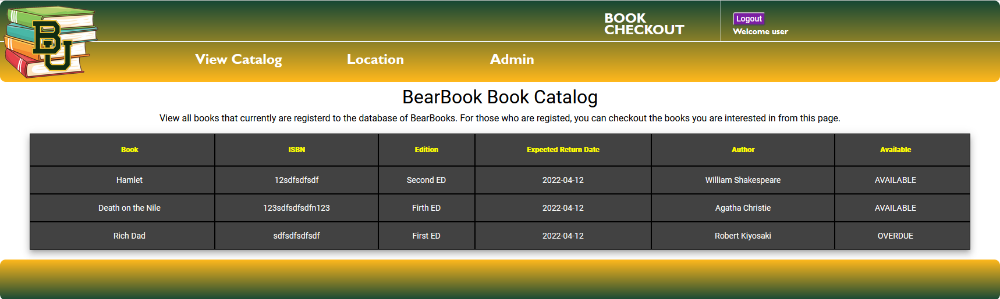 BU
BOOK
CHECKOUT
Logout
Welcome user
View Catalog Location Admin
BearBook Book Catalog
View all books that currently are registerd to the database of BearBooks. For those who are registed, you can checkout the books you are interested in from this page.
Book ISBN Edition Expected Return Date Author Available
Hamlet 12sdfsdfsdf Second ED 2022-04-12 William Shakespeare AVAILABLE
Death on the Nile 123sdfsdfsdfn123 Firth ED 2022-04-12 Agatha Christie AVAILABLE
Rich Dad sdfsdfsdfsdf First ED 2022-04-12 Robert Kiyosaki OVERDUE